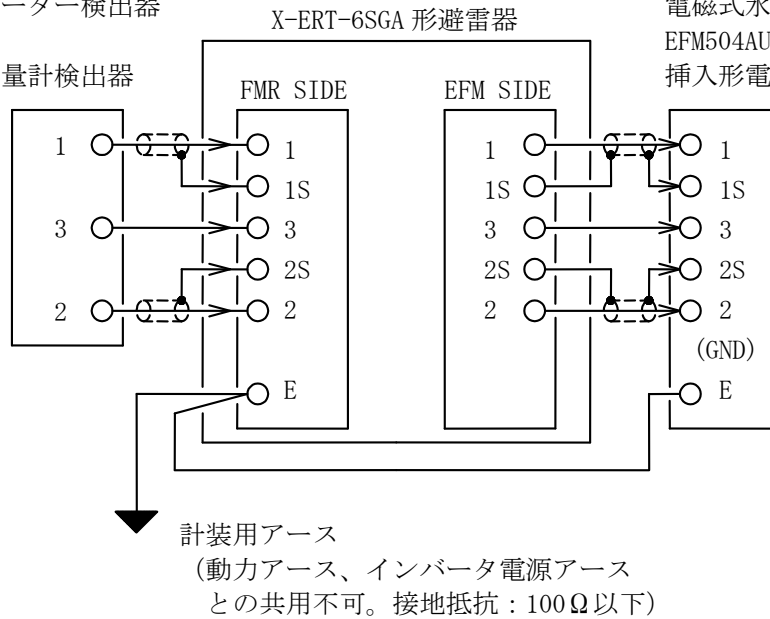 ーター検出器
X-ERT-6SGA 形避雷器
電磁式水
EFM504AU
量計検出器
挿入形電
FMR SIDE
EFM SIDE
1
1
1
1
1S
1S
1S
3
3
3
3
2S
2S
2S
2
2
2
2
(GND)
E
E
計装用アース
(動力アース、インバータ電源アース
との共用不可。接地抵抗：100Ω以下)